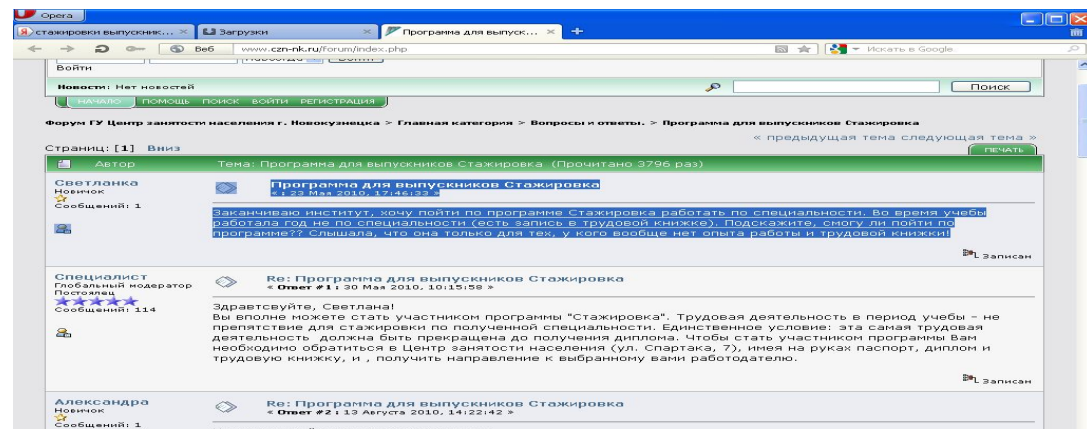 Opera
стажировки выпускник...
Загрузки
Программа для выпуск...
Веб
www.czn-nk.ru/forum/index.php
Искать в Google
Войти
Новости: Нет новостей
Поиск
НАЧАЛО ПОМОЩЬ ПОИСК ВОЙТИ РЕГИСТРАЦИЯ
Форум ГУ Центр занятости населения г. Новокузнецка > Главная категория > Вопросы и ответы. > Программа для выпускников Стажировка
« предыдущая тема следующая тема »
Страниц: [1] Вниз
ПЕЧАТЬ
Автор
Тема: Программа для выпускников Стажировка (Прочитано 3796 раз)
Светланка
Новичок
Сообщений: 1
Программа для выпускников Стажировка
« : 23 Мая 2010, 17:46:33 »
Заканчиваю институт, хочу пойти по программе Стажировка работать по специальности. Во время учебы
работала год не по специальности (есть запись в трудовой книжке). Подскажите, смогу ли пойти по
программе?? Слышала, что она только для тех, у кого вообще нет опыта работы и трудовой книжки!
Записан
Специалист
Глобальный модератор
Постоялец
Сообщений: 114
Re: Программа для выпускников Стажировка
« Ответ #1 : 30 Мая 2010, 10:15:58 »
Здравтсвуйте, Светлана!
Вы вполне можете стать участником программы "Стажировка". Трудовая деятельность в период учебы – не
препятствие для стажировки по полученной специальности. Единственное условие: эта самая трудовая
деятельность должна быть прекращена до получения диплома. Чтобы стать участником программы Вам
необходимо обратиться в Центр занятости населения (ул. Спартака, 7), имея на руках паспорт, диплом и
трудовую книжку, и , получить направление к выбранному вами работодателю.
Записан
Александра
Новичок
Сообщений: 1
Re: Программа для выпускников Стажировка
« Ответ #2 : 13 Августа 2010, 14:22:42 »